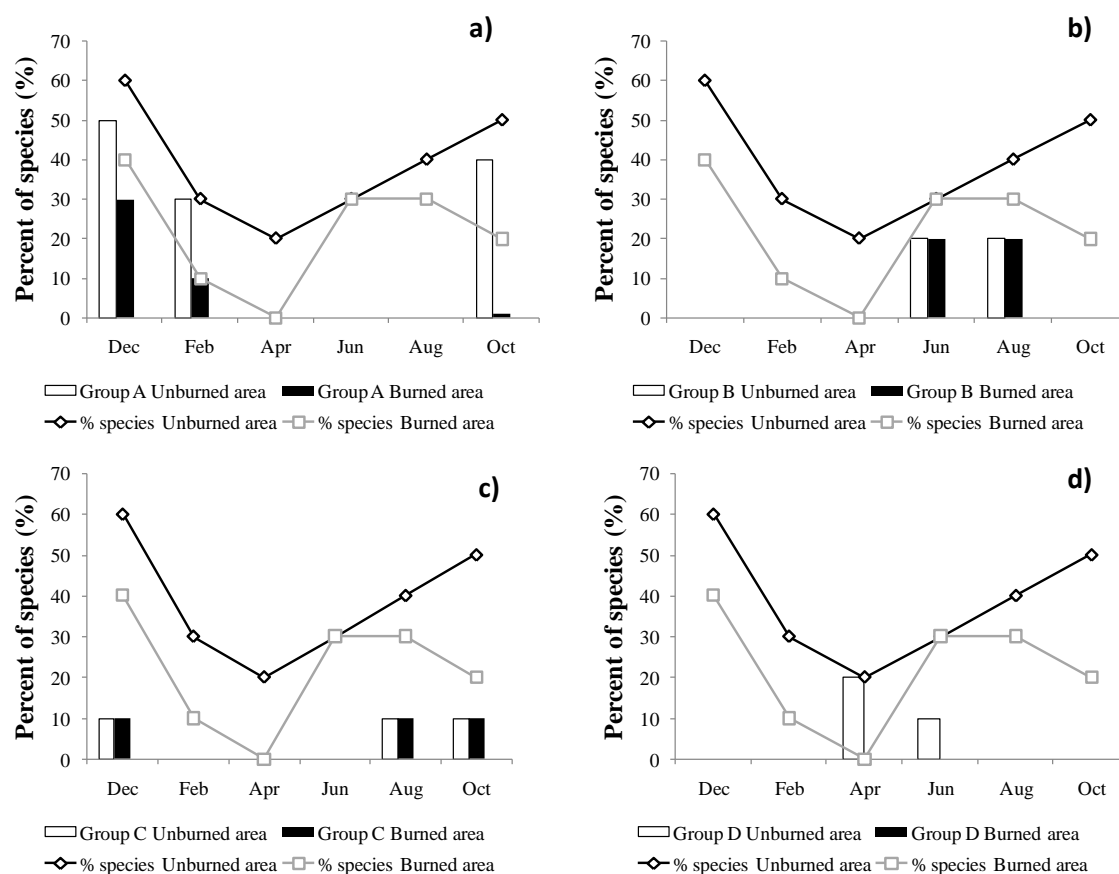 a)
Percent of species (%)
70
60
50
40
30
20
10
0
Dec Feb Apr Jun Aug Oct
Group A Unburned area Group A Burned area
% species Unburned area % species Burned area
b)
Percent of species (%)
70
60
50
40
30
20
10
0
Dec Feb Apr Jun Aug Oct
Group B Unburned area Group B Burned area
% species Unburned area % species Burned area
c)
Percent of species (%)
70
60
50
40
30
20
10
0
Dec Feb Apr Jun Aug Oct
Group C Unburned area Group C Burned area
% species Unburned area % species Burned area
d)
Percent of species (%)
70
60
50
40
30
20
10
0
Dec Feb Apr Jun Aug Oct
Group D Unburned area Group D Burned area
% species Unburned area % species Burned area